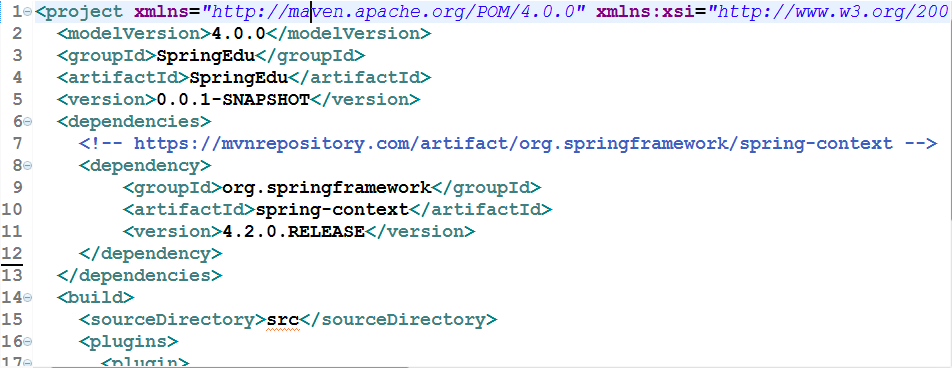 1 <project xmlns="http://maven.apache.org/POM/4.0.0" xmlns:xsi="http://www.w3.org/200
2 <modelVersion>4.0.0</modelVersion>
3 <groupId>SpringEdu</groupId>
4 <artifactId>SpringEdu</artifactId>
5 <version>0.0.1-SNAPSHOT</version>
6 <dependencies>
7 <!-- https://mvnrepository.com/artifact/org.springframework/spring-context -->
8 <dependency>
9 <groupId>org.springframework</groupId>
10 <artifactId>spring-context</artifactId>
11 <version>4.2.0.RELEASE</version>
12 </dependency>
13 </dependencies>
14 <build>
15 <sourceDirectory>src</sourceDirectory>
16 <plugins>
17 <plugin>